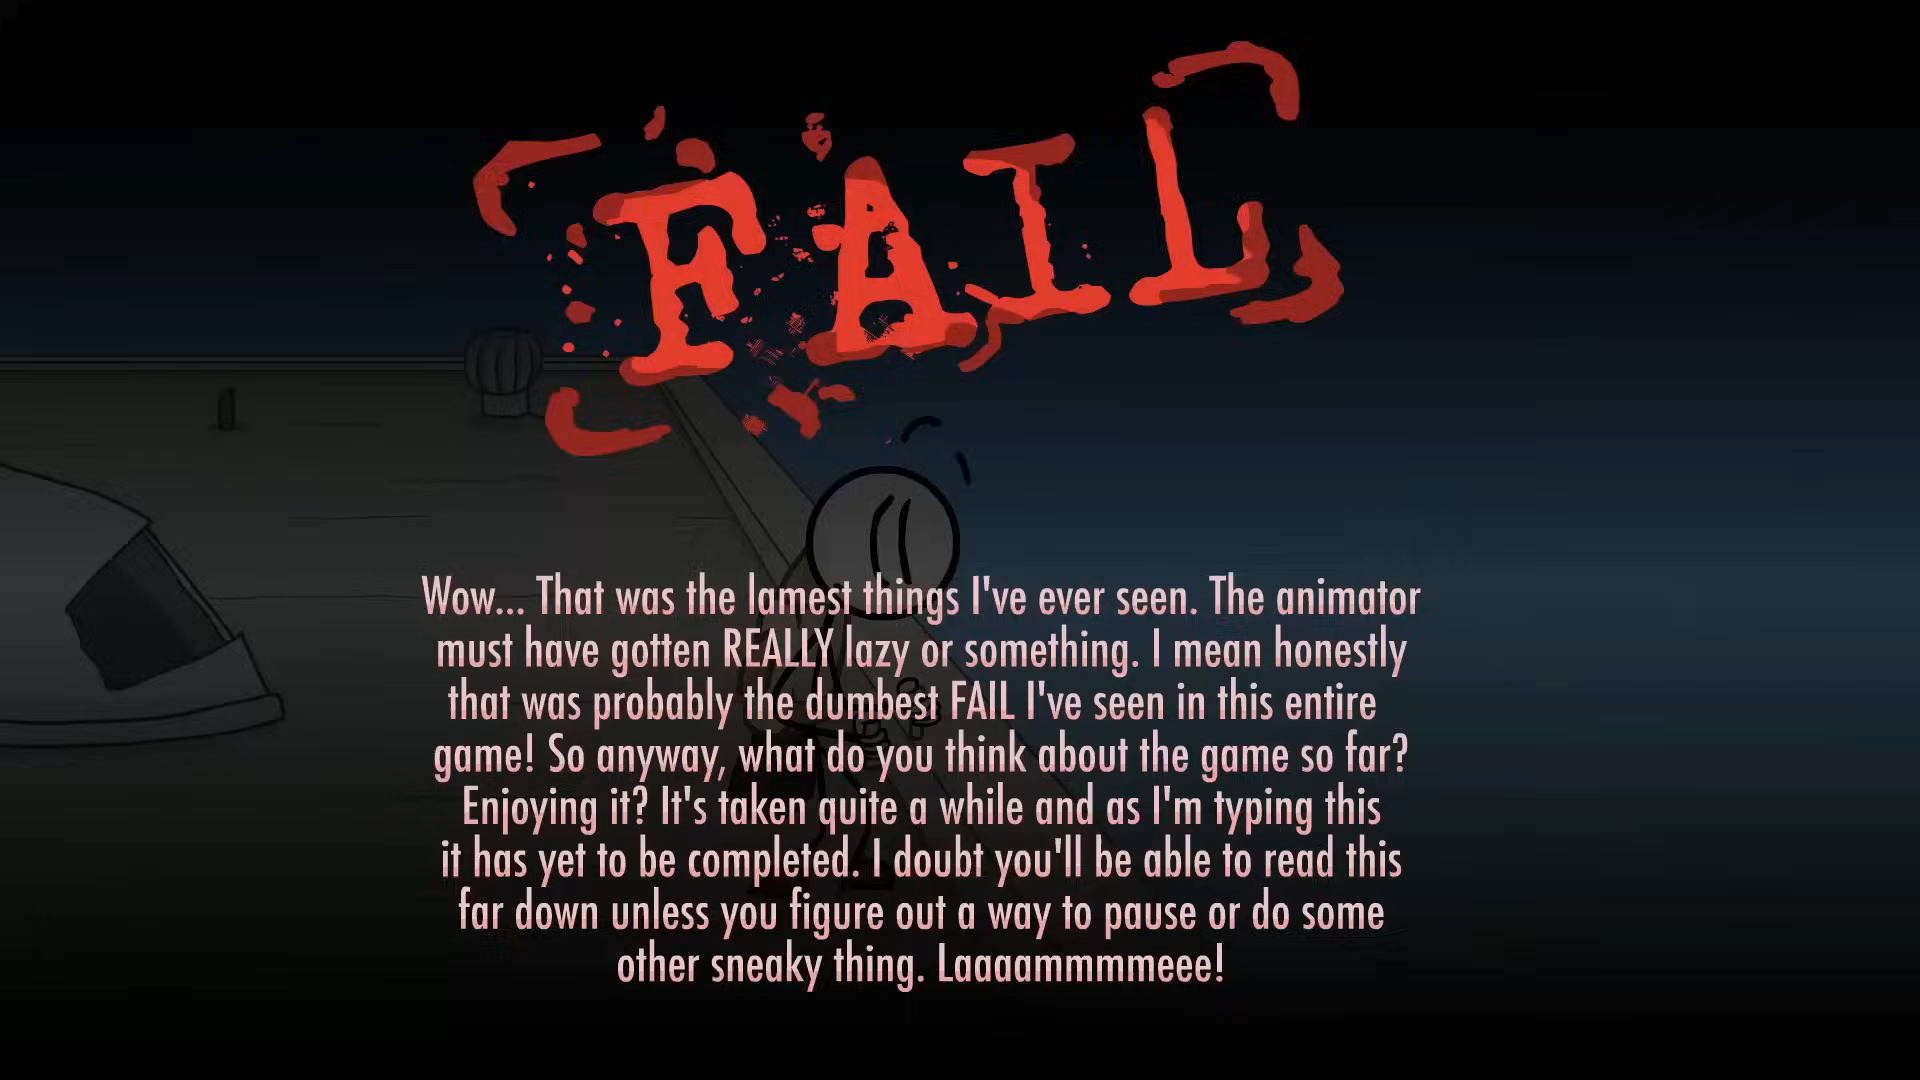 FAIL
Wow... That was the lamest things I've ever seen. The animator
must have gotten REALLY lazy or something. I mean honestly
that was probably the dumbest FAIL I've seen in this entire
game! So anyway, what do you think about the game so far?
Enjoying it? It's taken quite a while and as I'm typing this
it has yet to be completed. I doubt you'll be able to read this
far down unless you figure out a way to pause or do some
other sneaky thing. Laaaammmmeee!